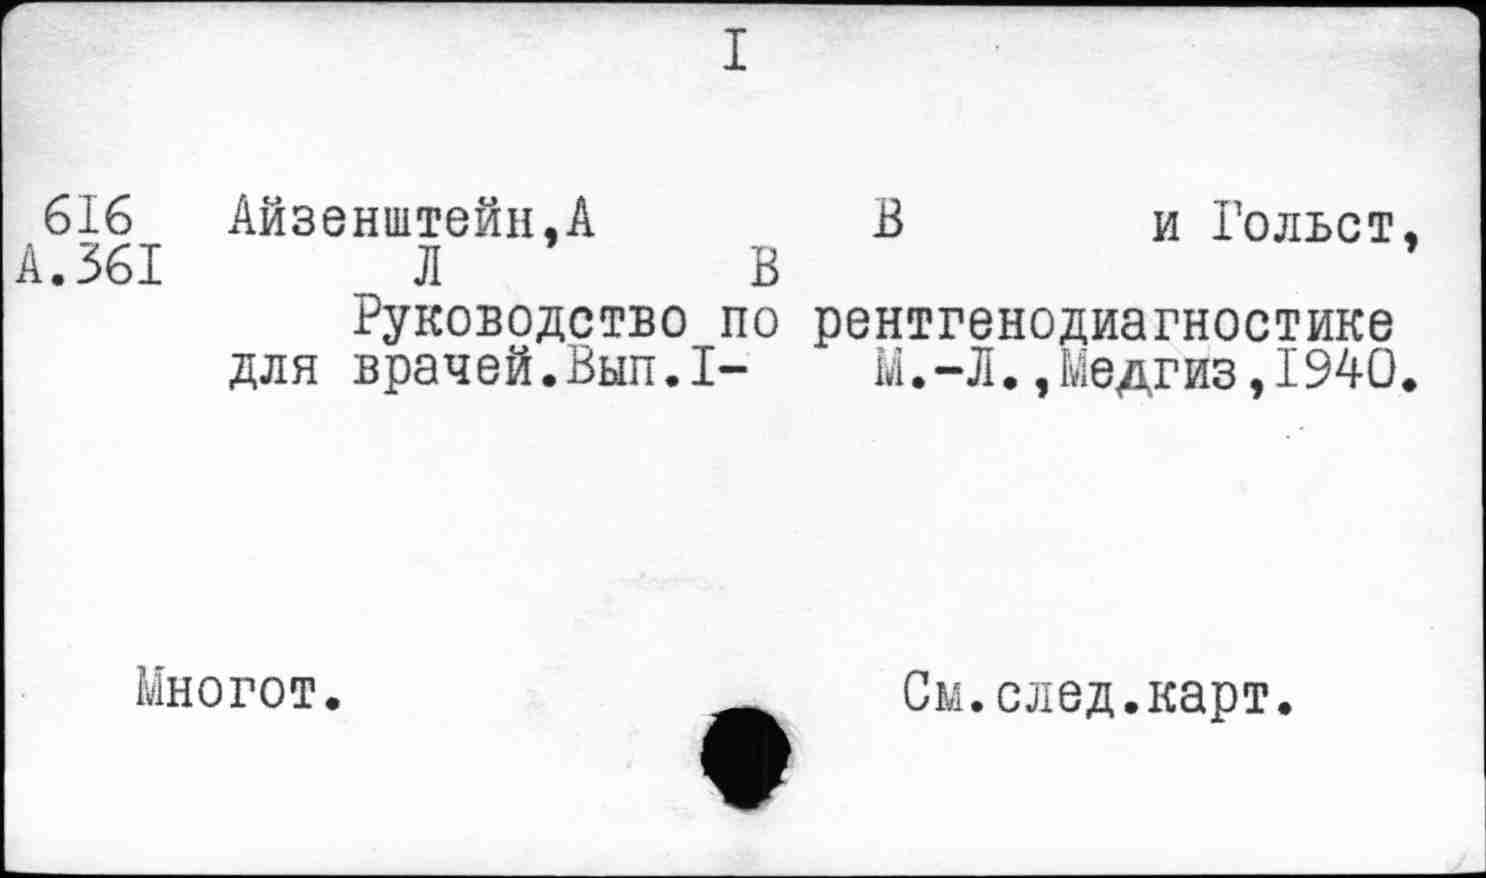 I
616 Айзенштейн,А В и Гольст,
А.361 Л В
Руководство по рентгенодиагностике
для врачей.Вып.I- М.-Л.,Медгиз,1940.
Многот. См.след.карт.